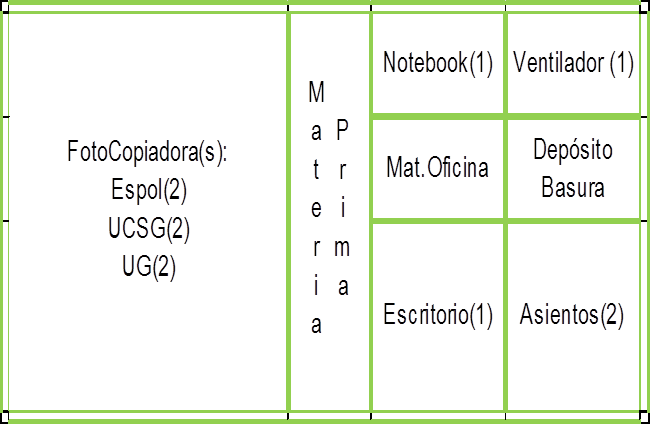 FotoCopiadora(s):
Espol(2)
UCSG(2)
UG(2)
Materia
Prima
Notebook(1)
Ventilador (1)
Mat.Oficina
Depósito
Basura
Escritorio(1)
Asientos(2)